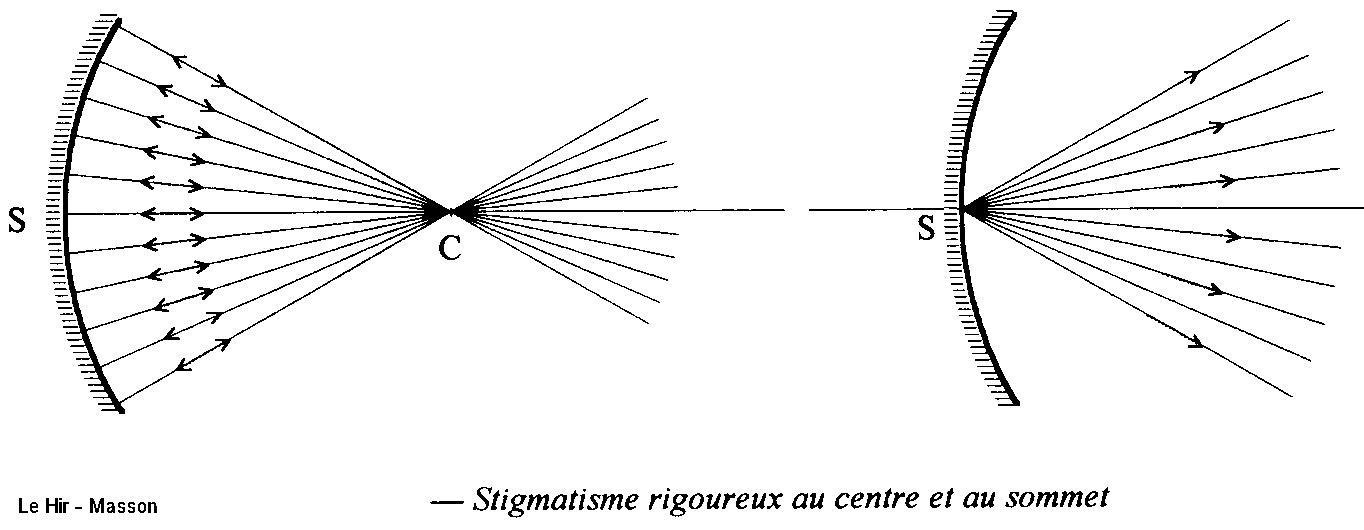 S
C
S
Le Hir - Masson
— Stigmatisme rigoureux au centre et au sommet